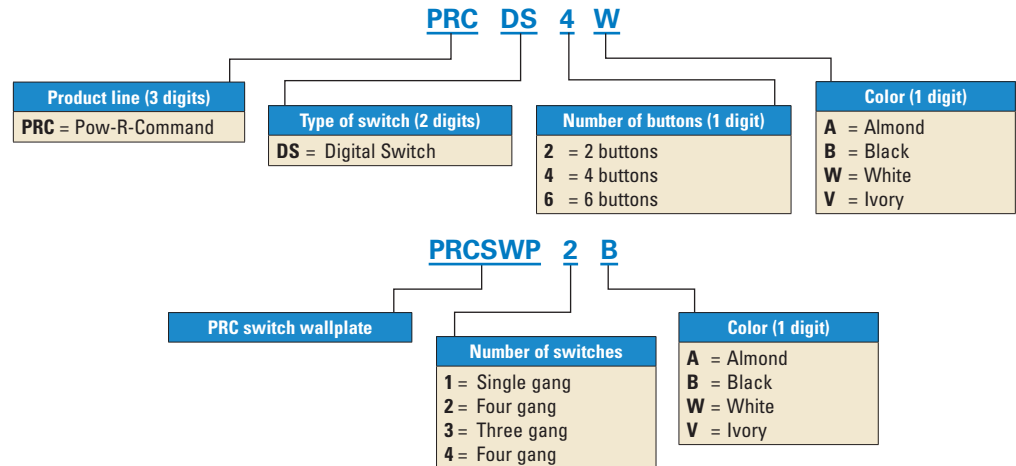 PRC DS 4 W
Product line (3 digits)
PRC = Pow-R-Command
Type of switch (2 digits)
DS = Digital Switch
Number of buttons (1 digit)
2 = 2 buttons
4 = 4 buttons
6 = 6 buttons
Color (1 digit)
A = Almond
B = Black
W = White
V = Ivory
PRCSWP 2 B
PRC switch wallplate
Number of switches
1 = Single gang
2 = Four gang
3 = Three gang
4 = Four gang
Color (1 digit)
A = Almond
B = Black
W = White
V = Ivory